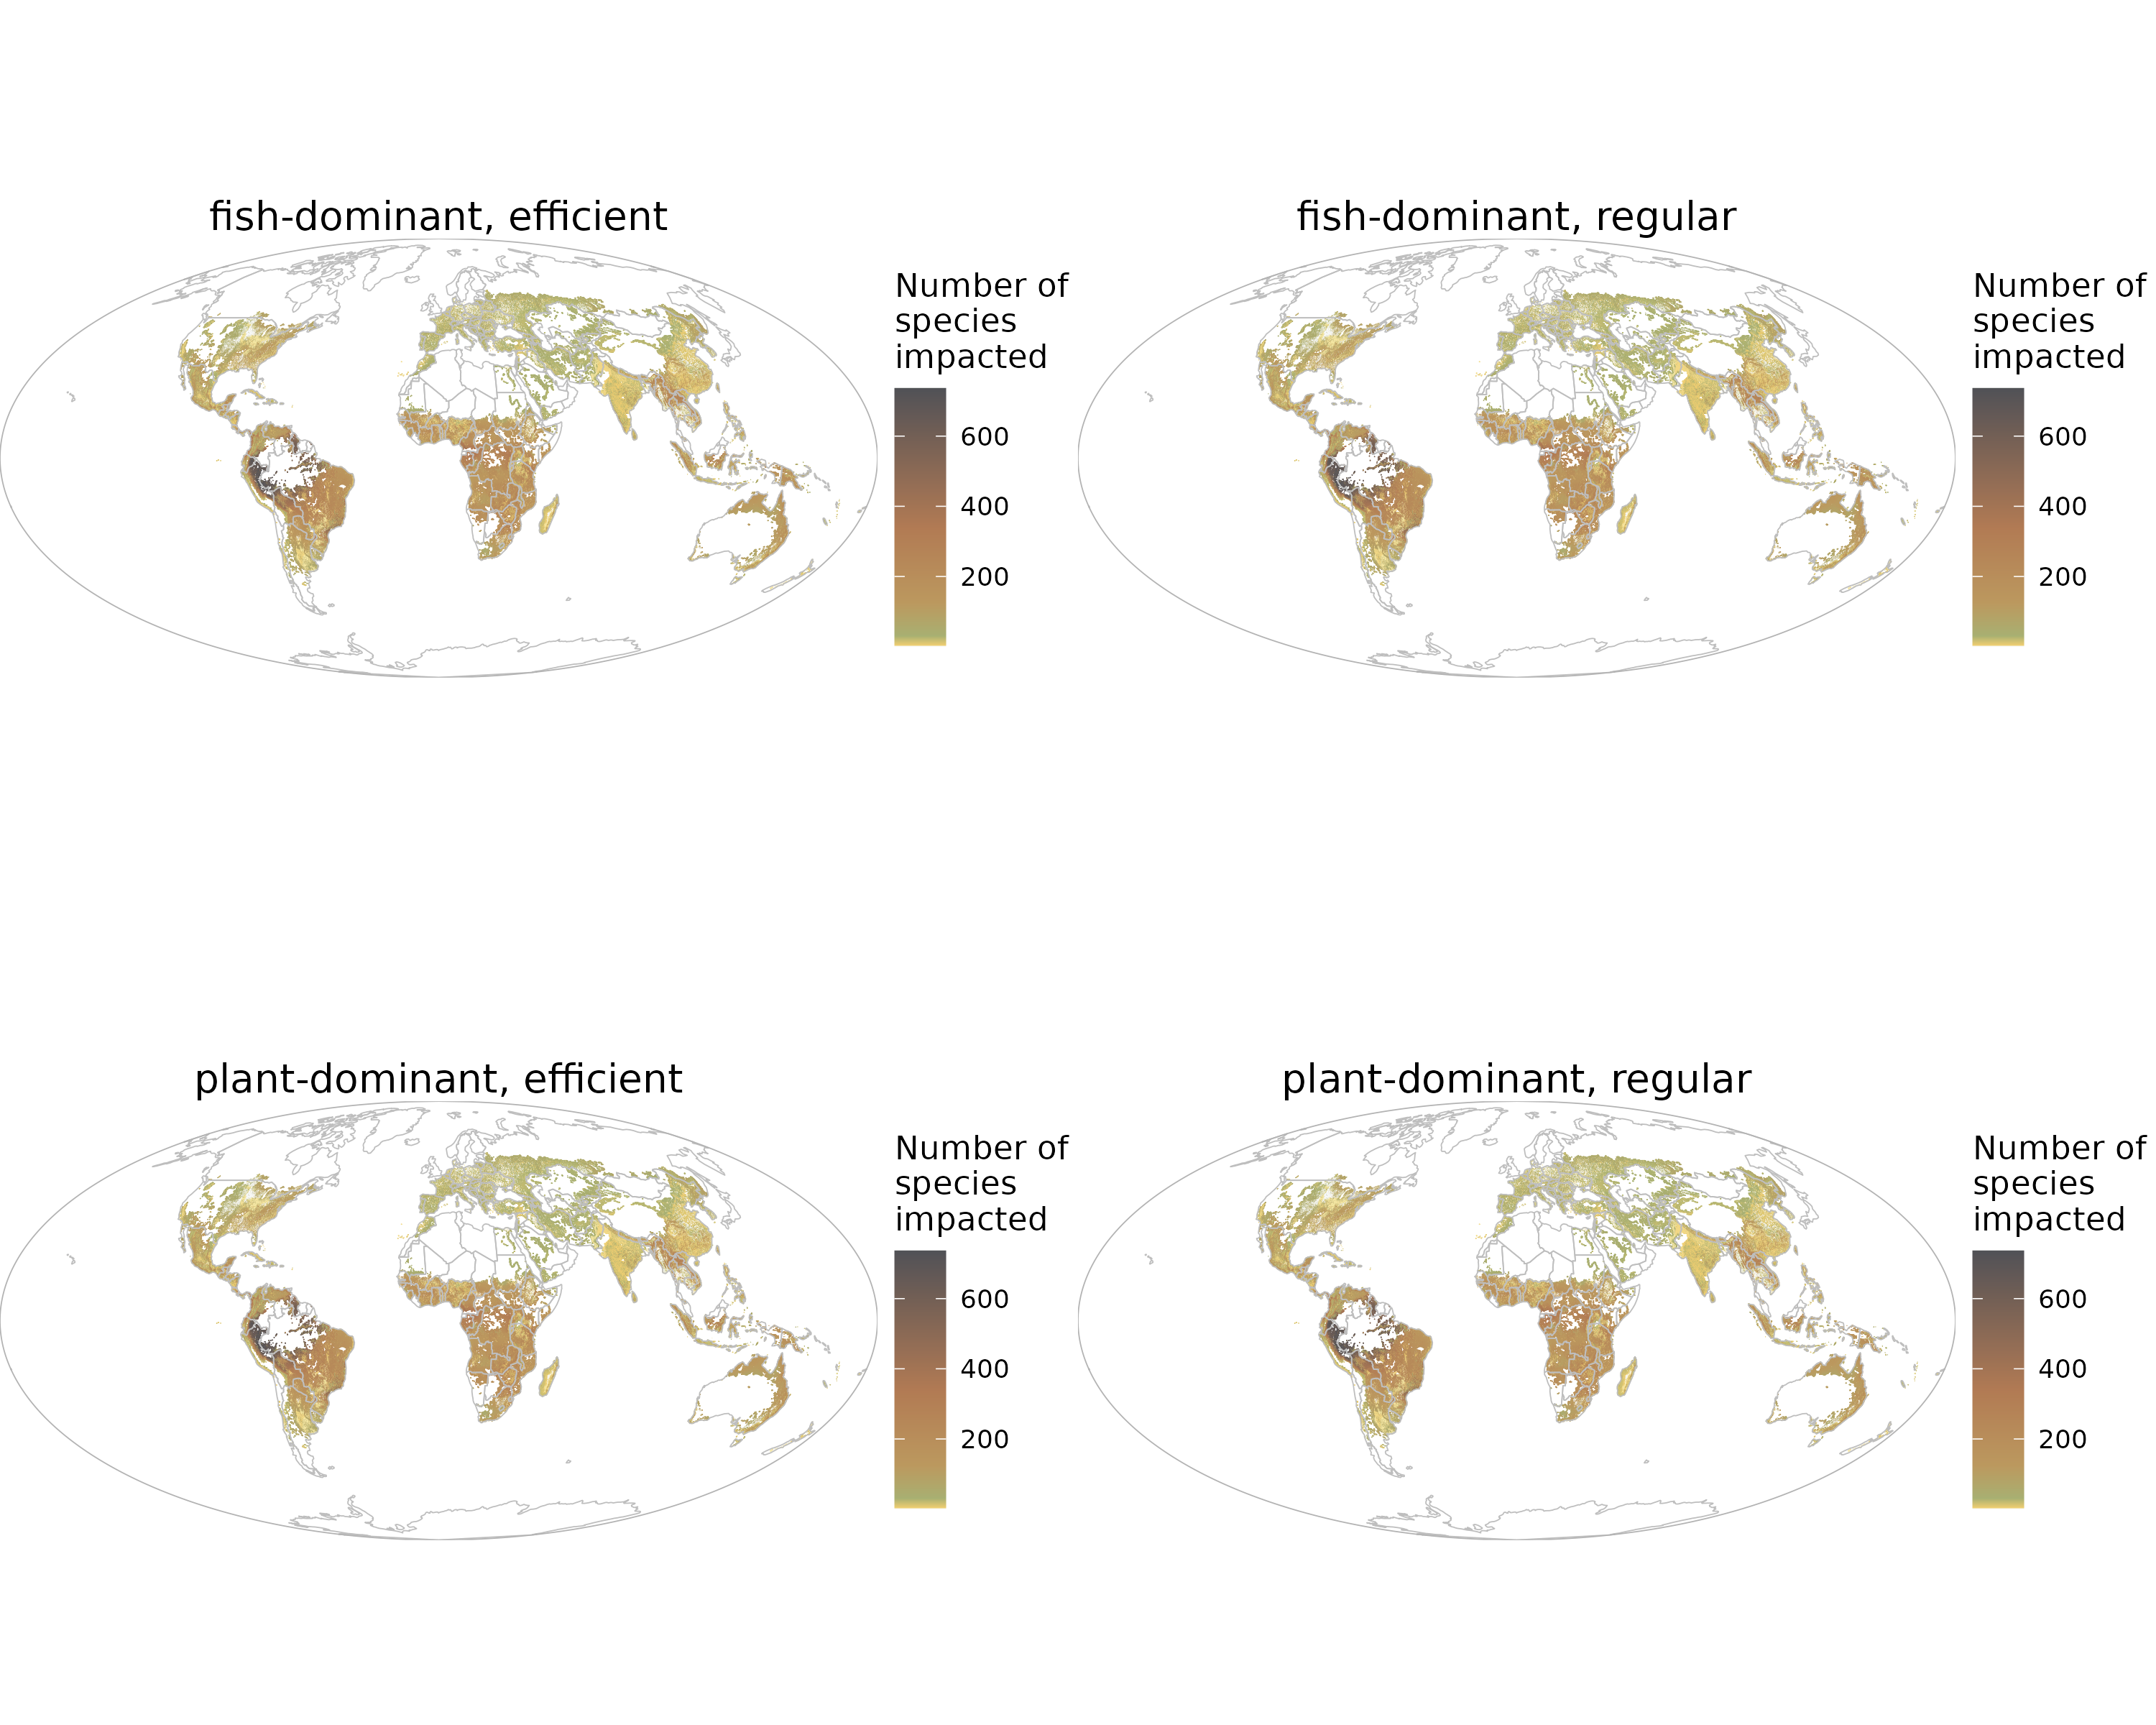 fish-dominant, efficient
Number of
species
impacted
600
400
200
fish-dominant, regular
Number of
species
impacted
600
400
200
plant-dominant, efficient
Number of
species
impacted
600
400
200
plant-dominant, regular
Number of
species
impacted
600
400
200